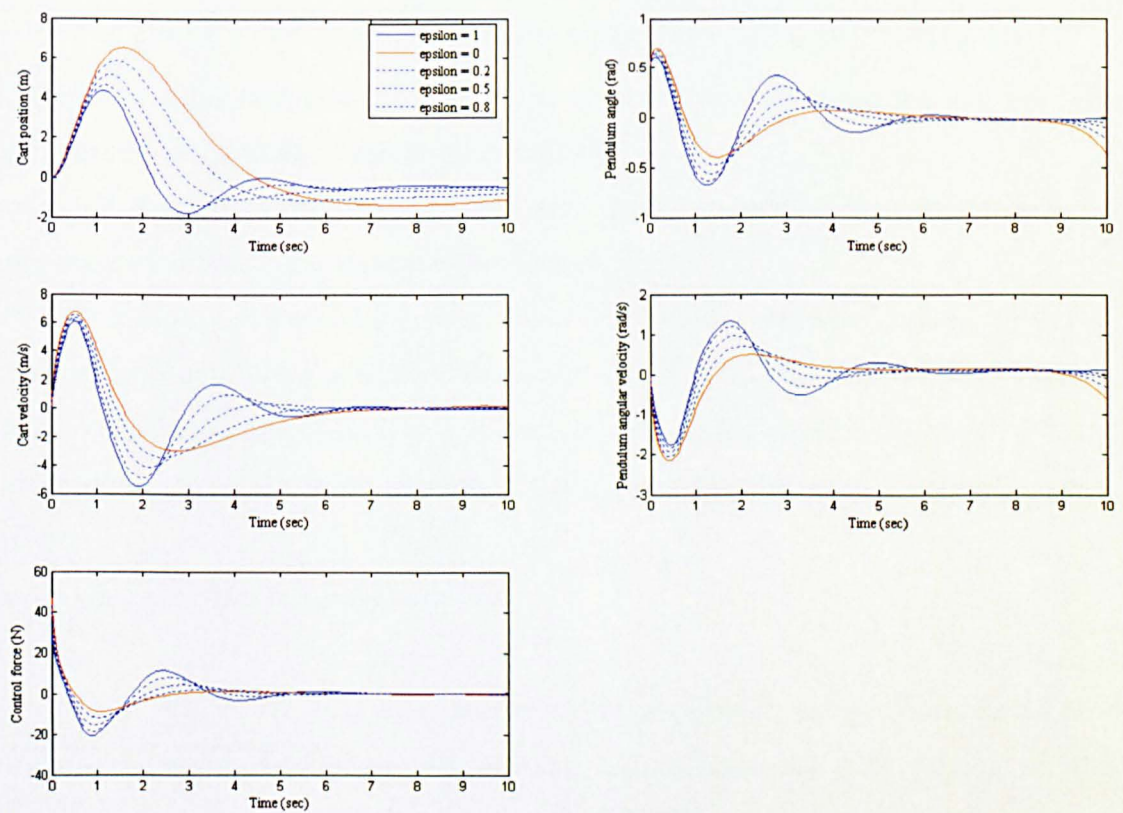 8
6
4
2
0
-2
Cart position (m)
epsilon = 1
epsilon = 0
epsilon = 0.2
epsilon = 0.5
epsilon = 0.8
0 1 2 3 4 5 6 7 8 9 10
Time (sec)
1
0.5
0
-0.5
-1
Pendulum angle (rad)
0 1 2 3 4 5 6 7 8 9 10
Time (sec)
8
6
4
2
0
-2
-4
-6
Cart velocity (m/s)
0 1 2 3 4 5 6 7 8 9 10
Time (sec)
2
1
0
-1
-2
-3
Pendulum angular velocity (rad/s)
0 1 2 3 4 5 6 7 8 9 10
Time (sec)
60
40
20
0
-20
-40
Control force (N)
0 1 2 3 4 5 6 7 8 9 10
Time (sec)